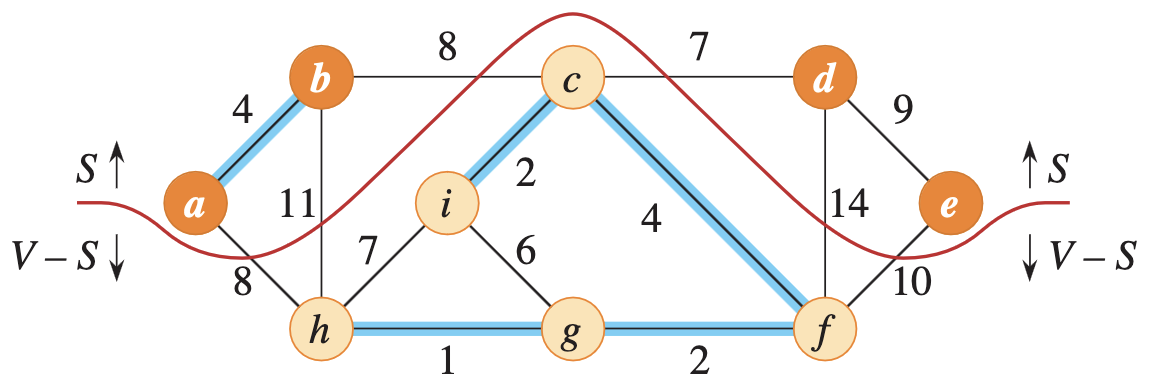 8 7
b c d
4 9
S ↑ 2 ↑ S
a 11 i 4 14 e
V – S ↓ 7 6 ↓ V – S
8 10
h g f
1 2